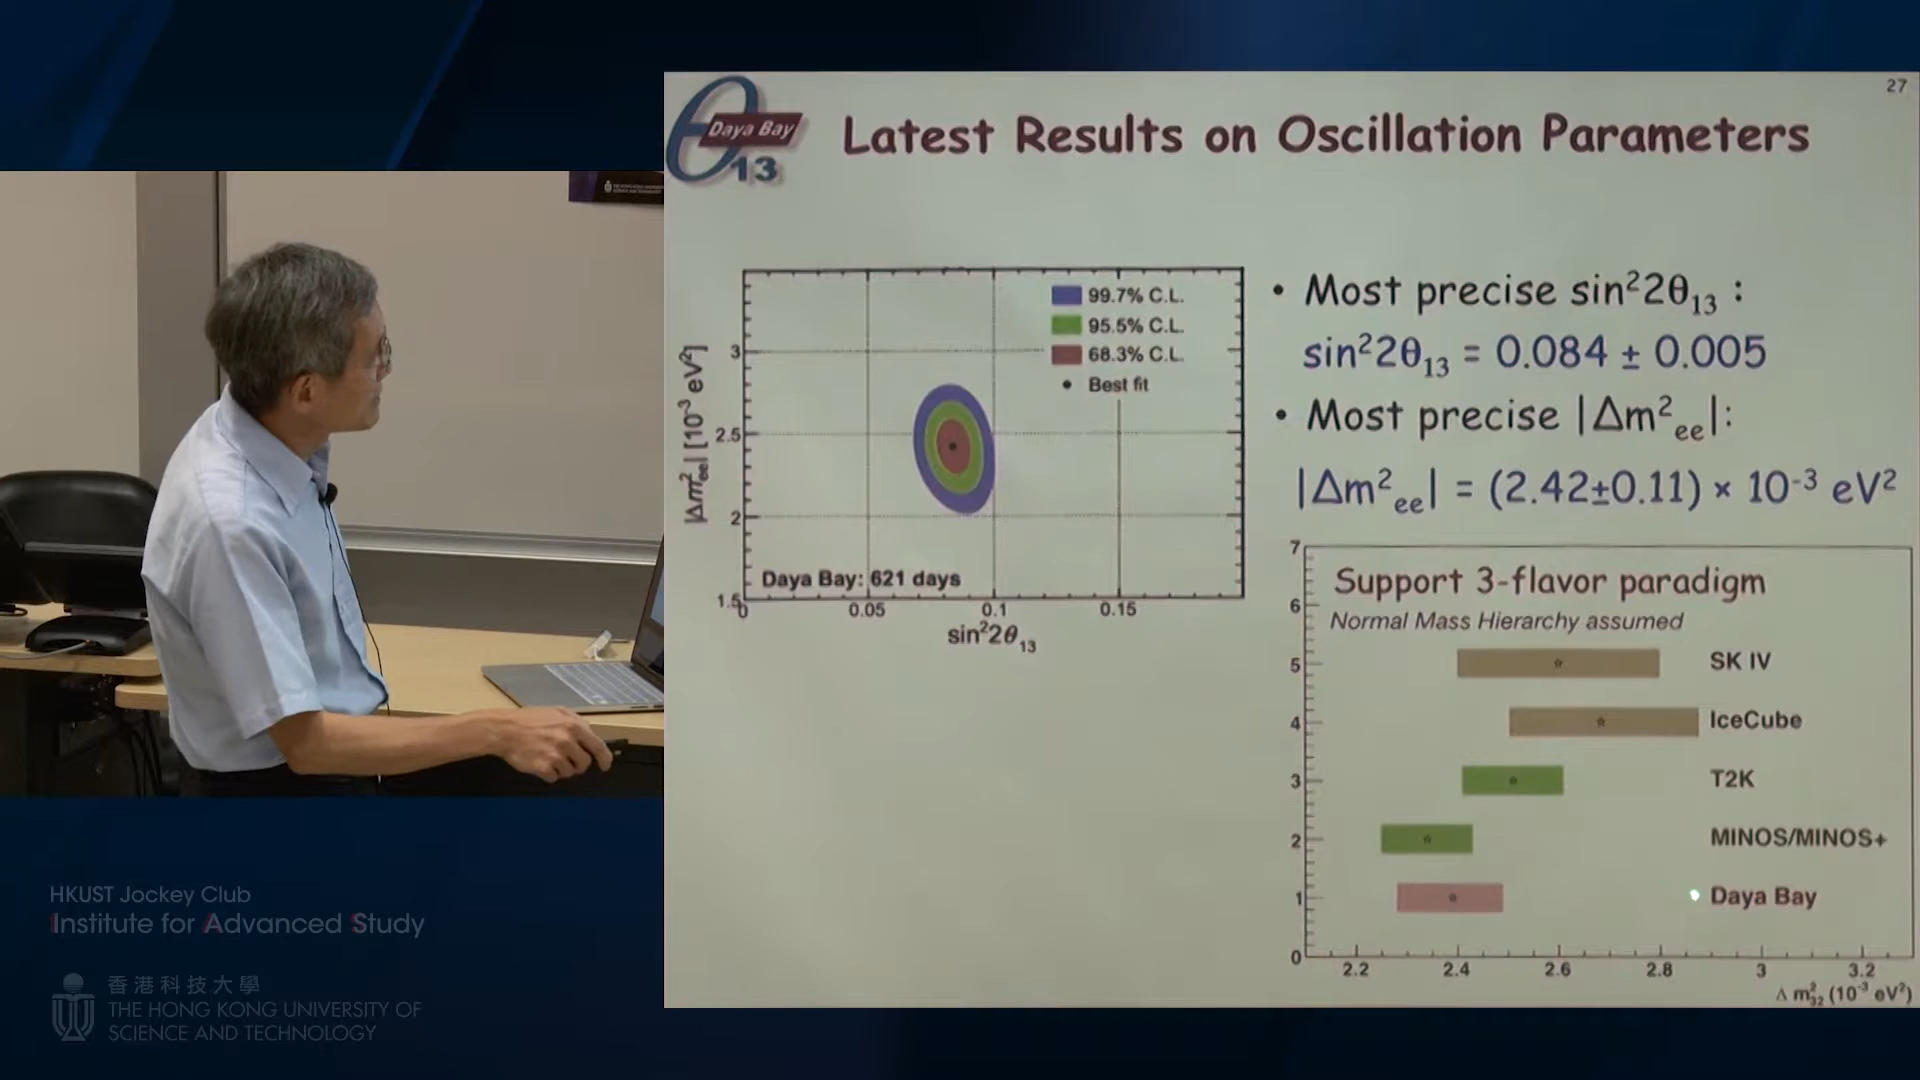 27
Daya Bay
θ13
Latest Results on Oscillation Parameters
99.7% C.L.
95.5% C.L.
68.3% C.L.
Best fit
|Δm²ee| [10⁻³ eV²]
3
2.5
2
1.5
Daya Bay: 621 days
0
0.05
0.1
0.15
sin²2θ₁₃
• Most precise sin²2θ₁₃ :
sin²2θ₁₃ = 0.084 ± 0.005
• Most precise |Δm²ee|:
|Δm²ee| = (2.42±0.11) × 10⁻³ eV²
7
6
5
4
3
2
1
0
Support 3-flavor paradigm
Normal Mass Hierarchy assumed
SK IV
IceCube
T2K
MINOS/MINOS+
Daya Bay
2.2
2.4
2.6
2.8
3
3.2
Δ m²₃₂ (10⁻³ eV²)
HKUST Jockey Club
Institute for Advanced Study
香港科技大學
THE HONG KONG UNIVERSITY OF
SCIENCE AND TECHNOLOGY